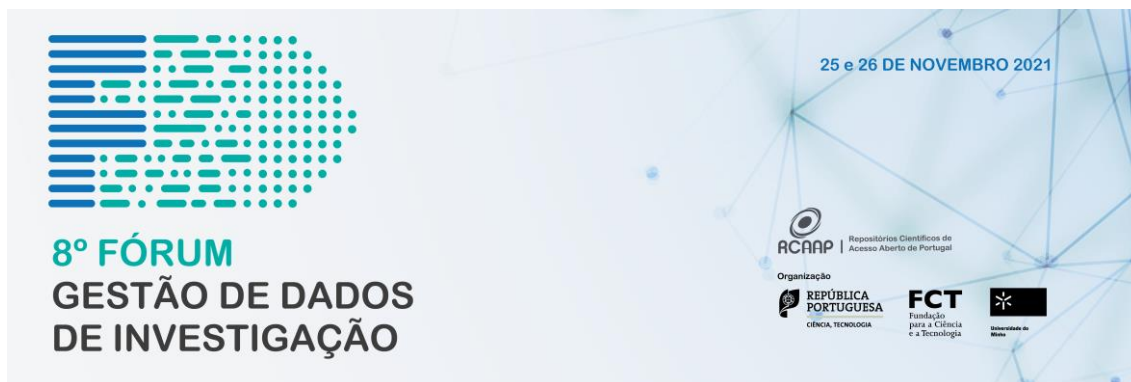 25 e 26 DE NOVEMBRO 2021
8º FÓRUM
GESTÃO DE DADOS
DE INVESTIGAÇÃO
RCAAP
Repositórios Científicos de
Acesso Aberto de Portugal
Organização
REPÚBLICA
PORTUGUESA
CIÊNCIA, TECNOLOGIA
FCT
Fundação
para a Ciência
e a Tecnologia
Universidade do
Minho